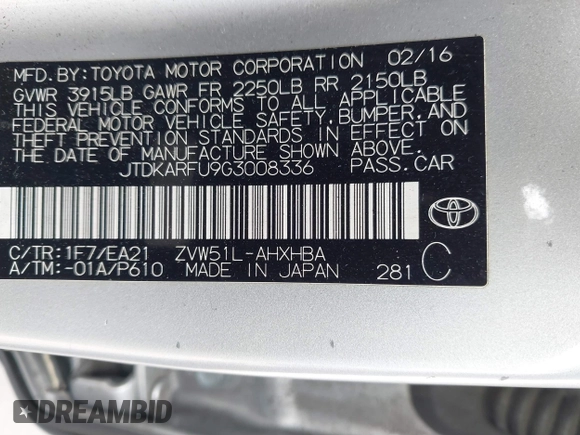 MFD.BY:TOYOTA MOTOR CORPORATION 02/16
GVWR 3915LB GAWR FR 2250LB RR 2150LB
THIS VEHICLE CONFORMS TO ALL APPLICABLE
FEDERAL MOTOR VEHICLE SAFETY,BUMPER,AND
THEFT PREVENTION STANDARDS IN EFFECT ON
THE DATE OF MANUFACTURE SHOWN ABOVE.
JTDKARFU9G3008336 PASS.CAR
C/TR:1F7/EA21 ZVW51L-AHXHBA
A/TM:-01A/P610 MADE IN JAPAN 281 C
DREAMBID